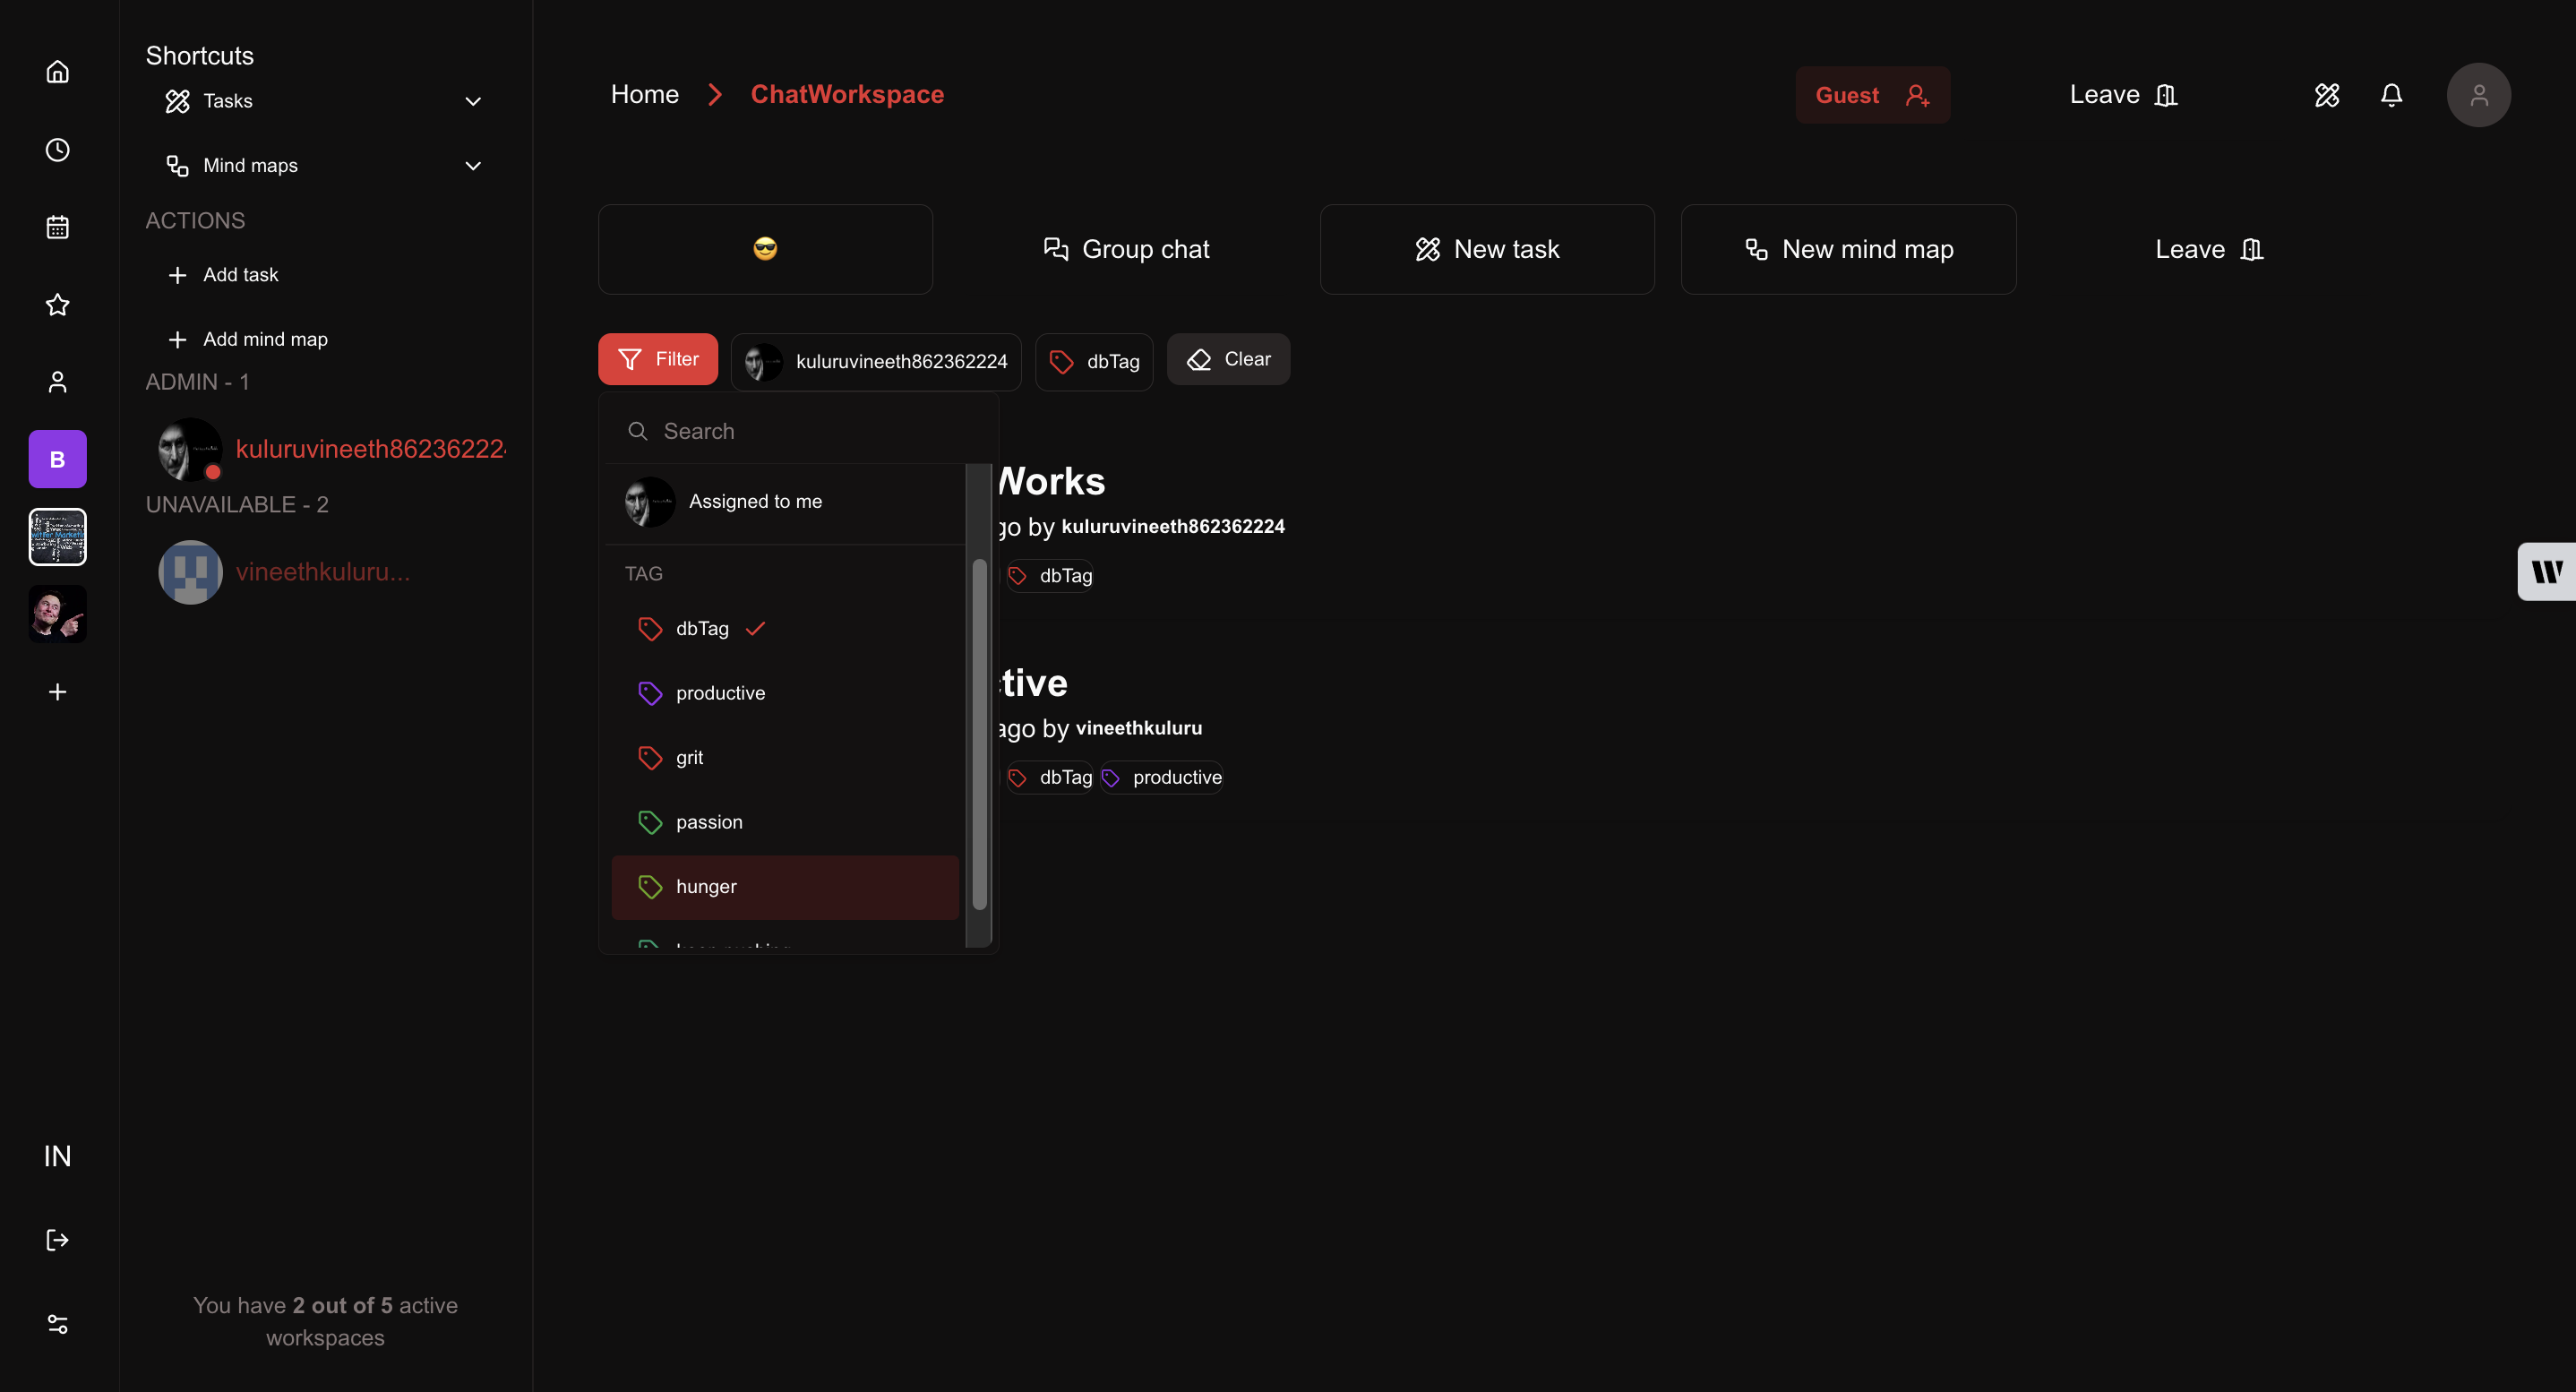 Shortcuts
Tasks
Mind maps
ACTIONS
Add task
Add mind map
ADMIN - 1
kuluruvineeth86236222
UNAVAILABLE - 2
vineethkuluru...
B
IN
You have 2 out of 5 active
workspaces
Home ChatWorkspace
Guest
Leave
😎
Group chat
New task
New mind map
Leave
Filter
kuluruvineeth862362224
dbTag
Clear
Search
Assigned to me
TAG
dbTag
productive
grit
passion
hunger
Works
go by kuluruvineeth862362224
dbTag
tive
ago by vineethkuluru
dbTag productive
W